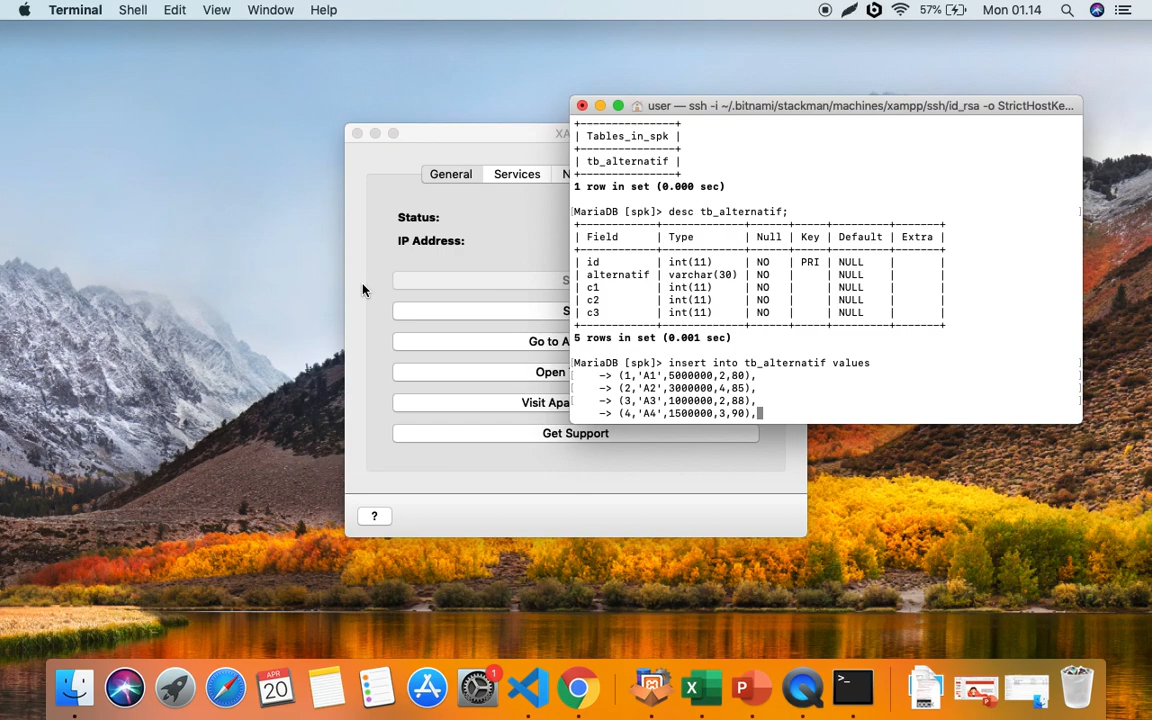 Terminal Shell Edit View Window Help 57% Mon 01.14
user — ssh -i ~/.bitnami/stackman/machines/xampp/ssh/id_rsa -o StrictHostKe...
+---------------+
| Tables_in_spk |
+---------------+
| tb_alternatif |
+---------------+
1 row in set (0.000 sec)
MariaDB [spk]> desc tb_alternatif;
+------------+-------------+------+-----+---------+-------+
| Field | Type | Null | Key | Default | Extra |
+------------+-------------+------+-----+---------+-------+
| id | int(11) | NO | PRI | NULL | |
| alternatif | varchar(30) | NO | | NULL | |
| c1 | int(11) | NO | | NULL | |
| c2 | int(11) | NO | | NULL | |
| c3 | int(11) | NO | | NULL | |
+------------+-------------+------+-----+---------+-------+
5 rows in set (0.001 sec)
MariaDB [spk]> insert into tb_alternatif values
-> (1,'A1',5000000,2,80),
-> (2,'A2',3000000,4,85),
-> (3,'A3',1000000,2,88),
-> (4,'A4',1500000,3,90),
XA
General Services N
Status:
IP Address:
S
S
Go to A
Open
Visit Apa
Get Support
?
APR
20
1
X P >_